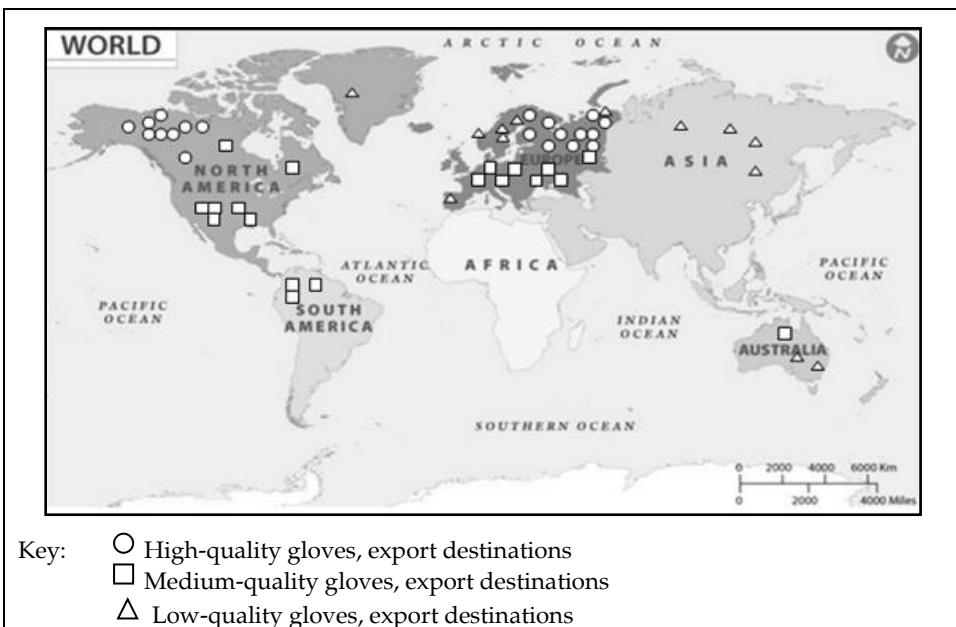 WORLD
ARCTIC OCEAN
NORTH
AMERICA
EUROPE
ASIA
ATLANTIC
OCEAN
AFRICA
PACIFIC
OCEAN
PACIFIC
OCEAN
SOUTH
AMERICA
INDIAN
OCEAN
AUSTRALIA
SOUTHERN OCEAN
0 2000 4000 6000 Km
0 2000 4000 Miles
N
Key: High-quality gloves, export destinations
Medium-quality gloves, export destinations
Low-quality gloves, export destinations